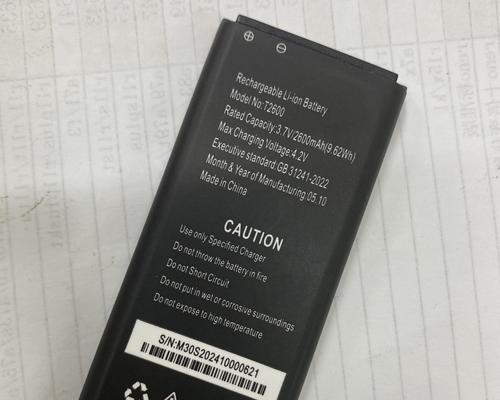 Rechargeable Li-ion Battery
Model No:T2600
Rated Capacity:3.7V/2600mAh(9.62Wh)
Max Charging Voltage:4.2V
Executive standard:GB 31241-2022
Month & Year of Manufacturing:05.10
Made in China
CAUTION
Use only Specified Charger
Do not throw the battery in fire
Do not Short Circuit
Do not put in wet or corrosive surroundings
Do not expose to high temperature
S/N:M30S202410000621